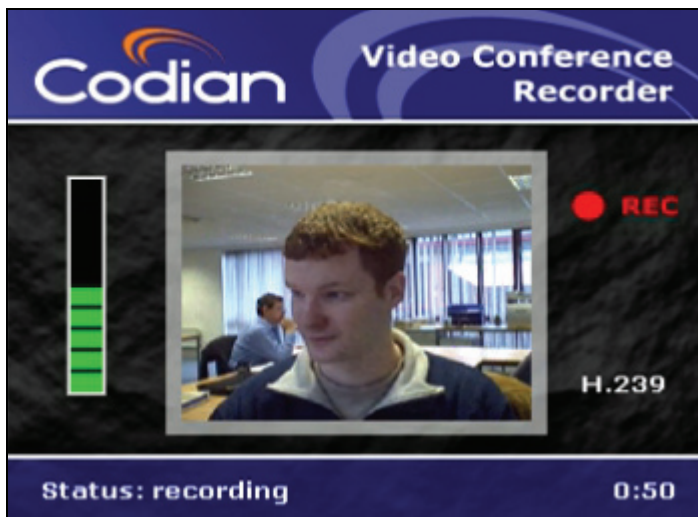 Codian
Video Conference
Recorder
REC
H.239
Status: recording
0:50